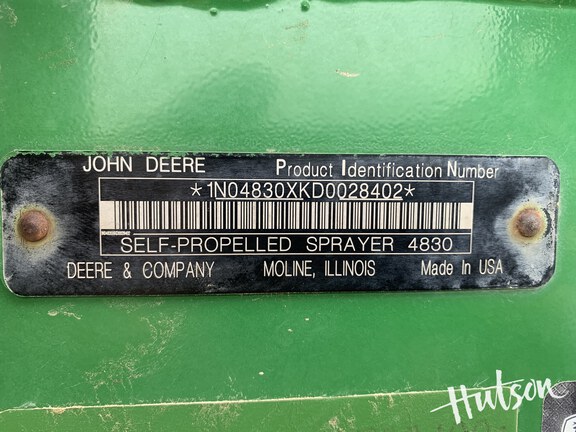 JOHN DEERE Product Identification Number
*1N04830XKD0028402*
SELF-PROPELLED SPRAYER 4830
DEERE & COMPANY MOLINE, ILLINOIS Made In USA
Hutson